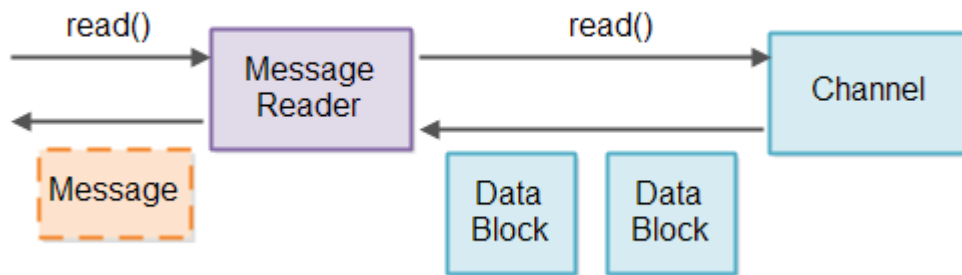 read()
Message
Reader
read()
Channel
Message
Data
Block
Data
Block